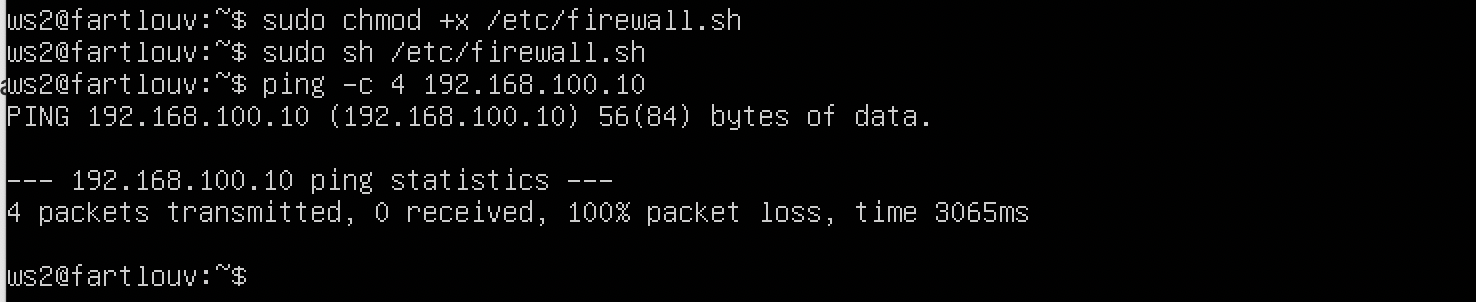 ws2@fartlouv:~$ sudo chmod +x /etc/firewall.sh
ws2@fartlouv:~$ sudo sh /etc/firewall.sh
ws2@fartlouv:~$ ping -c 4 192.168.100.10
PING 192.168.100.10 (192.168.100.10) 56(84) bytes of data.
--- 192.168.100.10 ping statistics ---
4 packets transmitted, 0 received, 100% packet loss, time 3065ms
ws2@fartlouv:~$